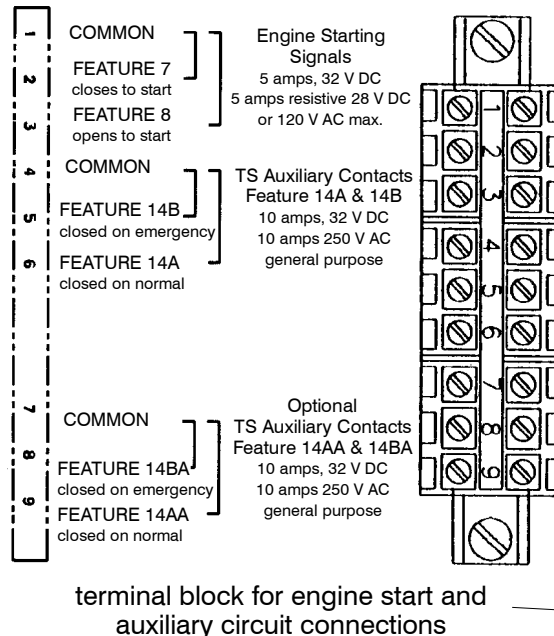 1
COMMON
2
FEATURE 7
closes to start
3
FEATURE 8
opens to start
Engine Starting
Signals
5 amps, 32 V DC
5 amps resistive 28 V DC
or 120 V AC max.
4
COMMON
5
FEATURE 14B
closed on emergency
6
FEATURE 14A
closed on normal
TS Auxiliary Contacts
Feature 14A & 14B
10 amps, 32 V DC
10 amps 250 V AC
general purpose
7
COMMON
8
FEATURE 14BA
closed on emergency
9
FEATURE 14AA
closed on normal
Optional
TS Auxiliary Contacts
Feature 14AA & 14BA
10 amps, 32 V DC
10 amps 250 V AC
general purpose
1
2
3
4
5
6
7
8
9
terminal block for engine start and
auxiliary circuit connections